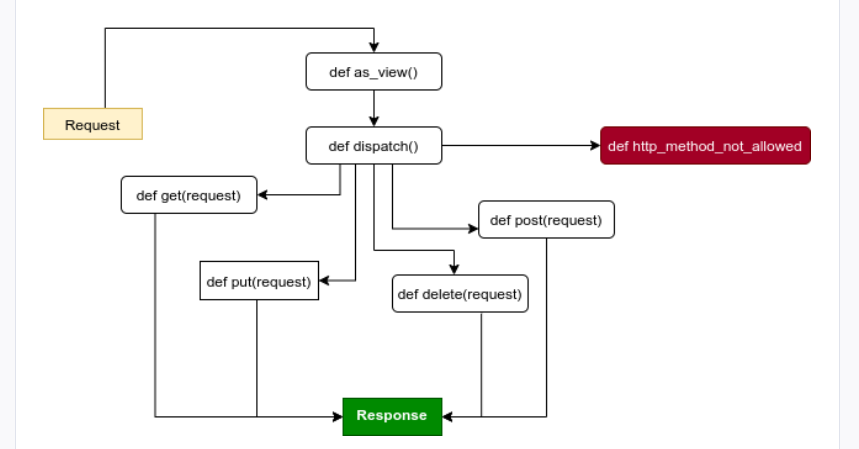 def as_view()
Request
def dispatch()
def http_method_not_allowed
def get(request)
def post(request)
def put(request)
def delete(request)
Response